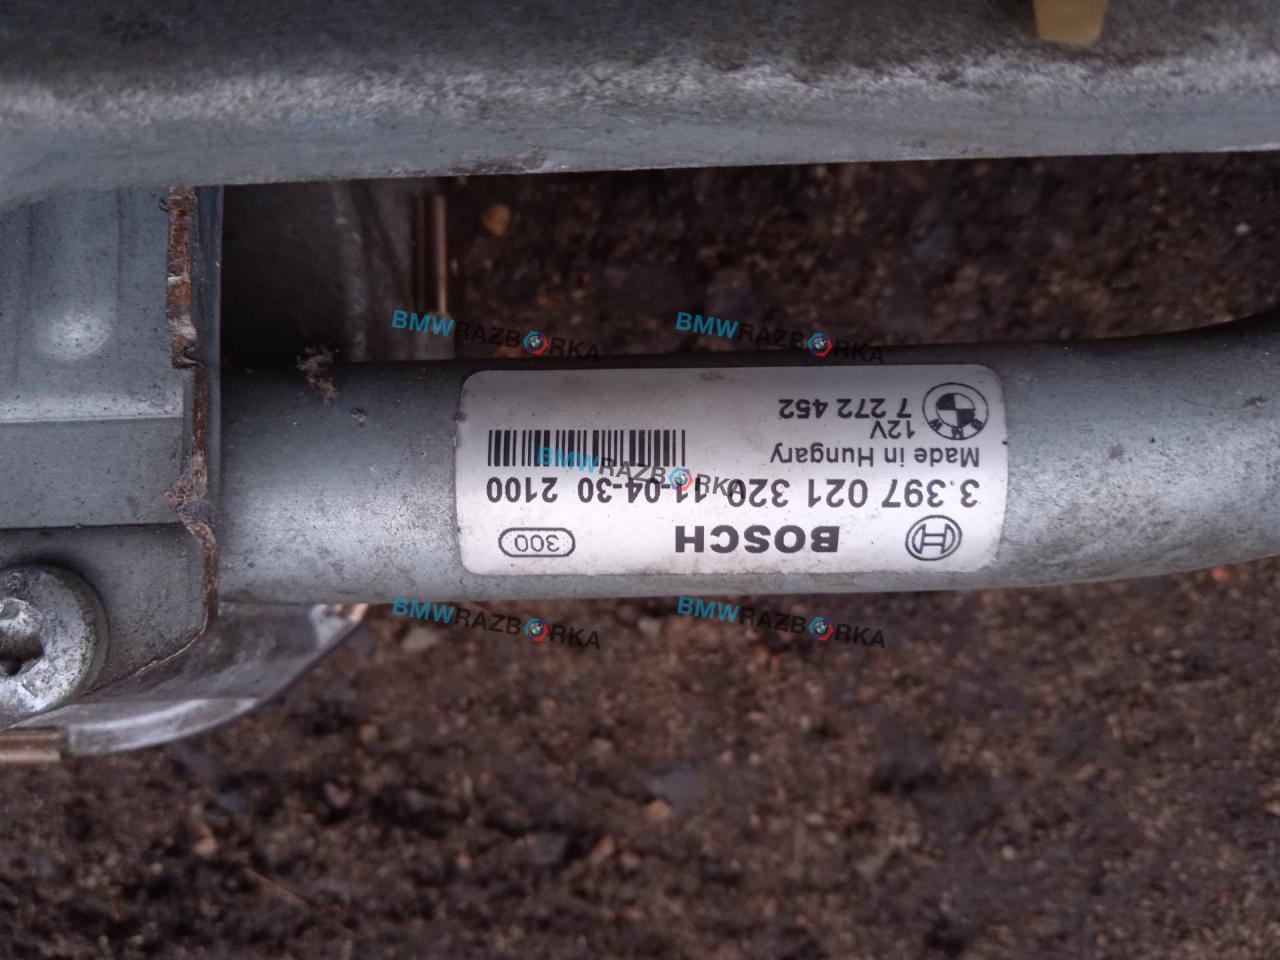 BOSCH
300
3.397 021 320 11-04-30 2100
Made in Hungary
12V
7 272 452
BMW
BMWRAZBORKA
BMWRAZBORKA
BMWRAZBORKA
BMWRAZBORKA
BMWRAZBORKA